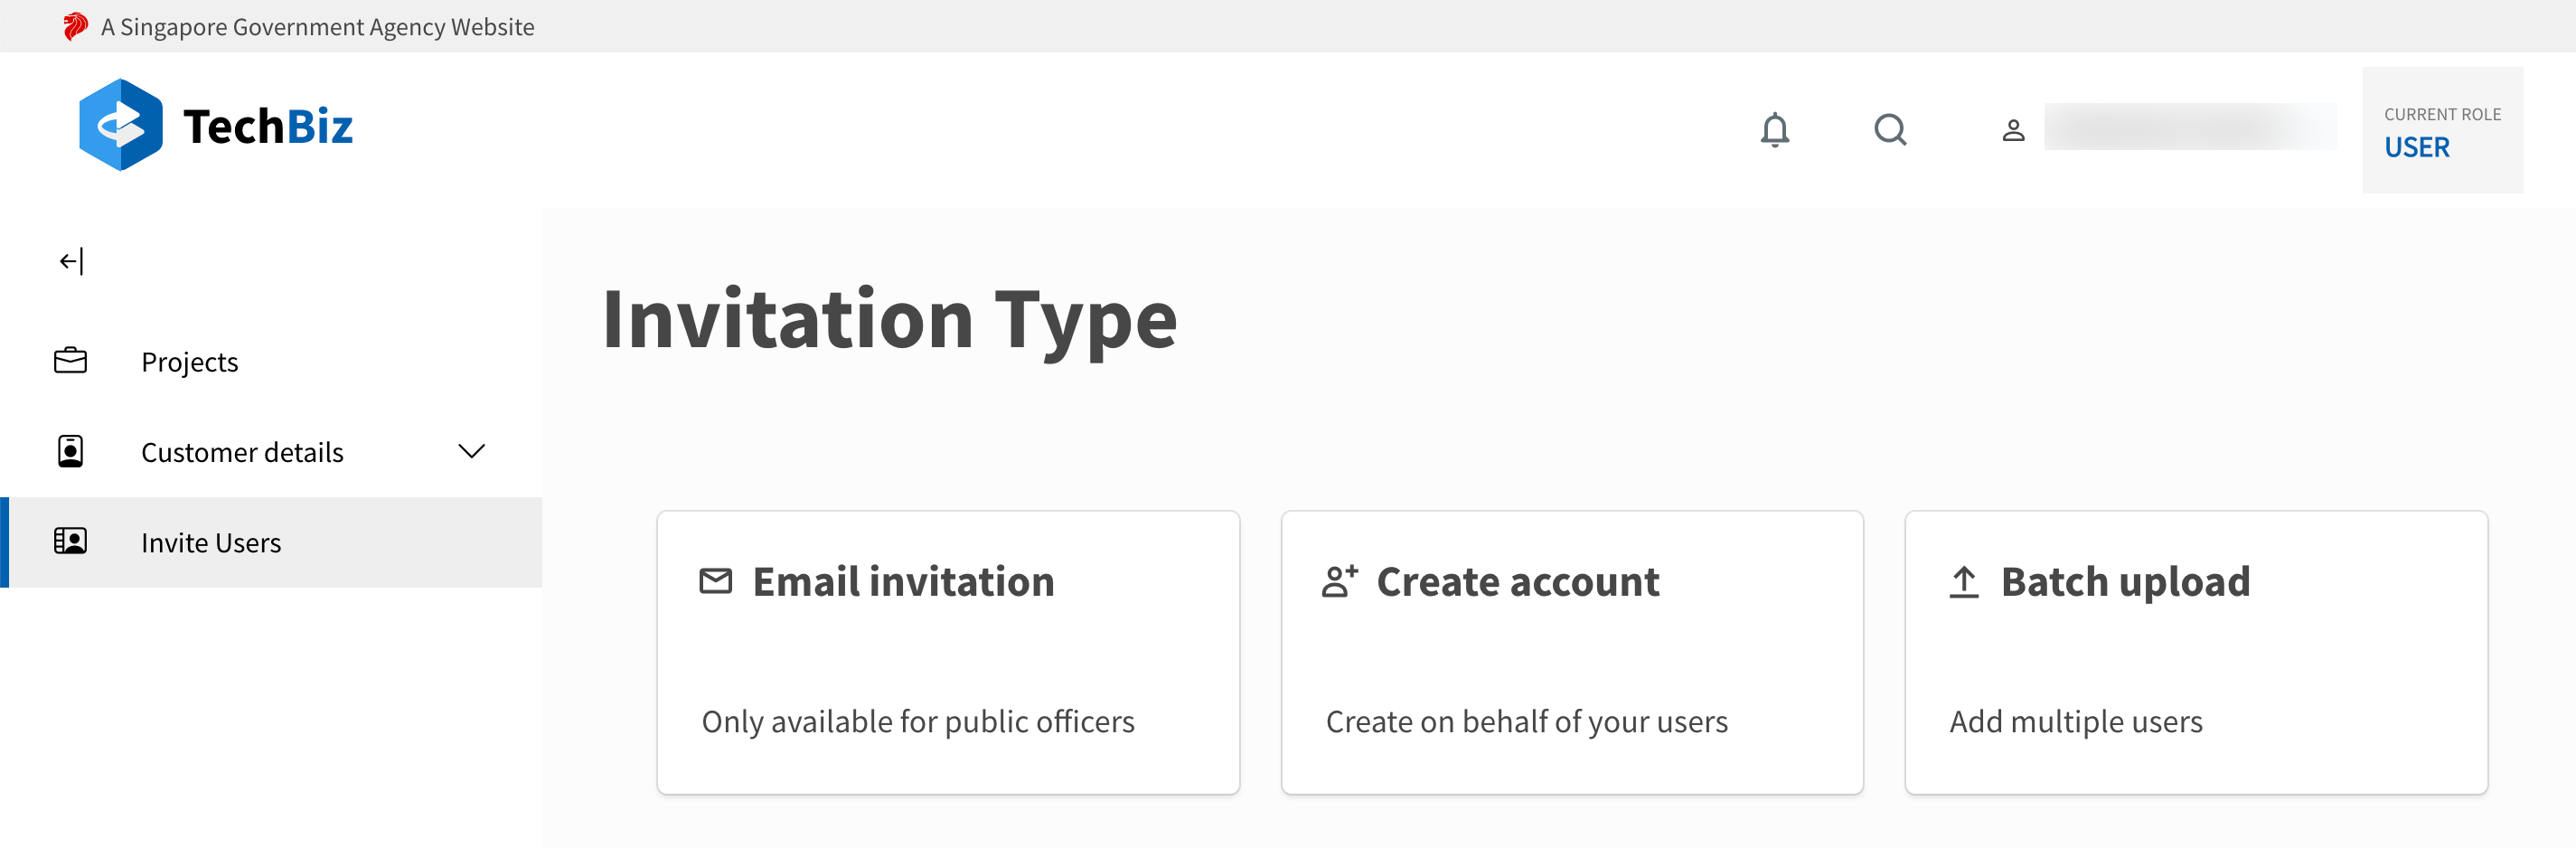 A Singapore Government Agency Website
TechBiz
CURRENT ROLE
USER
Projects
Customer details
Invite Users
Invitation Type
Email invitation
Only available for public officers
Create account
Create on behalf of your users
Batch upload
Add multiple users